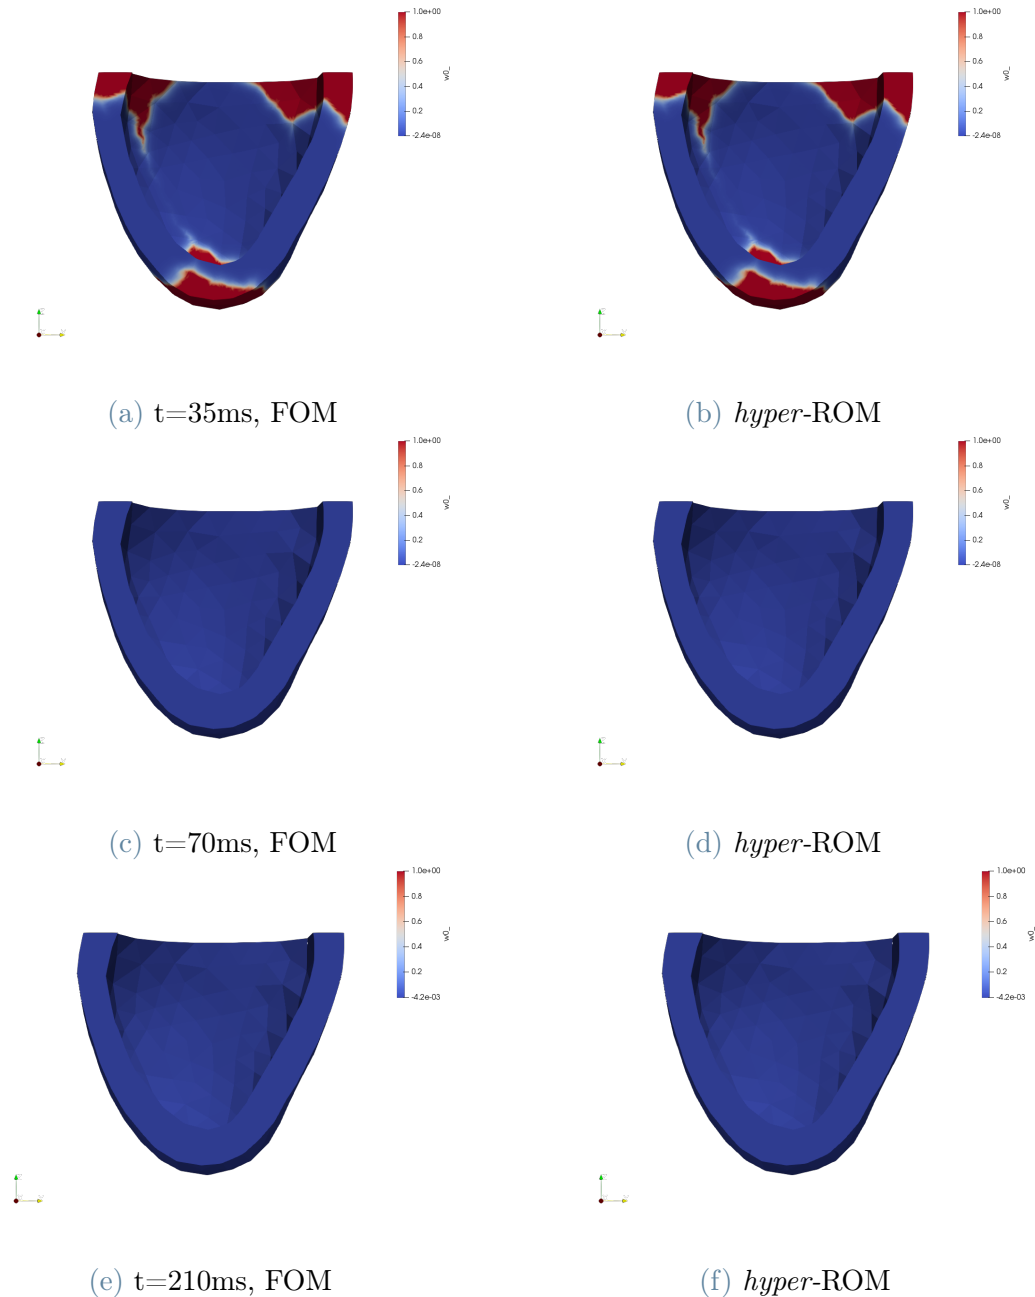 1.0e+00
0.8
0.6
0.4
0.2
-2.4e-08
w0_
1.0e+00
0.8
0.6
0.4
0.2
-2.4e-08
w0_
(a) t=35ms, FOM
(b) hyper-ROM
1.0e+00
0.8
0.6
0.4
0.2
-2.4e-08
w0_
1.0e+00
0.8
0.6
0.4
0.2
-2.4e-08
w0_
(c) t=70ms, FOM
(d) hyper-ROM
1.0e+00
0.8
0.6
0.4
0.2
-4.2e-03
w0_
1.0e+00
0.8
0.6
0.4
0.2
-4.2e-03
w0_
(e) t=210ms, FOM
(f) hyper-ROM